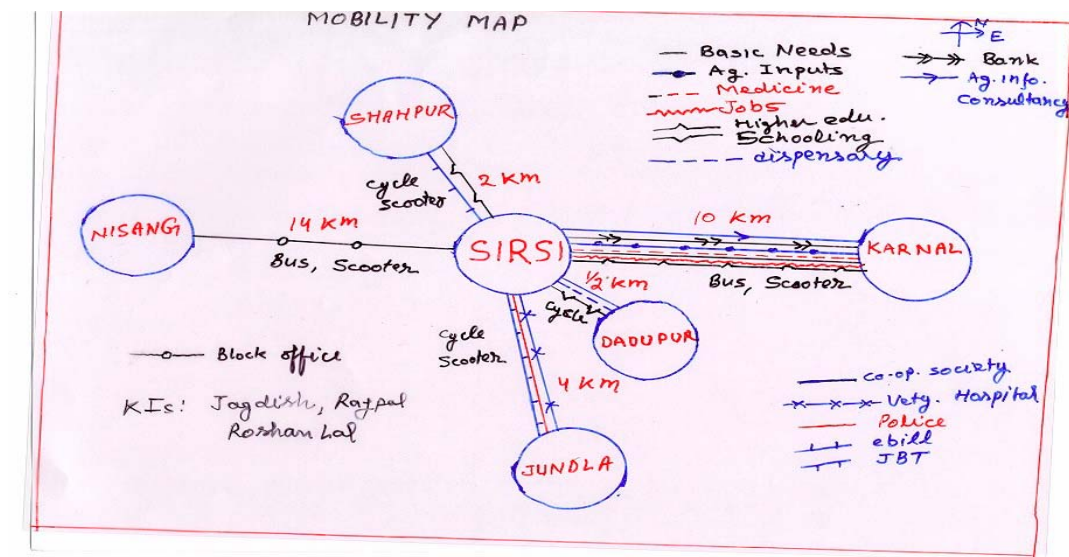 MOBILITY MAP
N
E
Basic Needs
Ag. Inputs
Medicine
Jobs
Higher edu.
Schooling
dispensary
Bank
Ag. info.
Consultancy
SHAHPUR
cycle
scooter
2 KM
NISANG
14 KM
Bus, Scooter
SIRSI
10 KM
KARNAL
Bus, Scooter
1/2 KM
cycle
DADUPUR
cycle
Scooter
4 KM
JUNDLA
Block office
KIs: Jagdish, Rajpal
Roshan Lal
Co-op. society
Vety. Hospital
Police
ebill
JBT